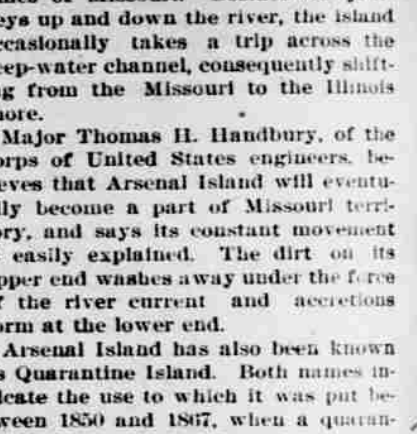 eys up and down the river, the island
ccasionally takes a trip across the
eep-water channel, consequently shift-
g from the Missouri to the Illinois
hore.
Major Thomas H. Handbury, of the
orps of United States engineers, be-
ieves that Arsenal Island will eventu-
lly become a part of Missouri terri-
ory, and says its constant movement
easily explained. The dirt on its
pper end washes away under the force
f the river current and accretions
orm at the lower end.
Arsenal Island has also been known
s Quarantine Island. Both names in-
icate the use to which it was put be-
ween 1850 and 1867, when a quaran-